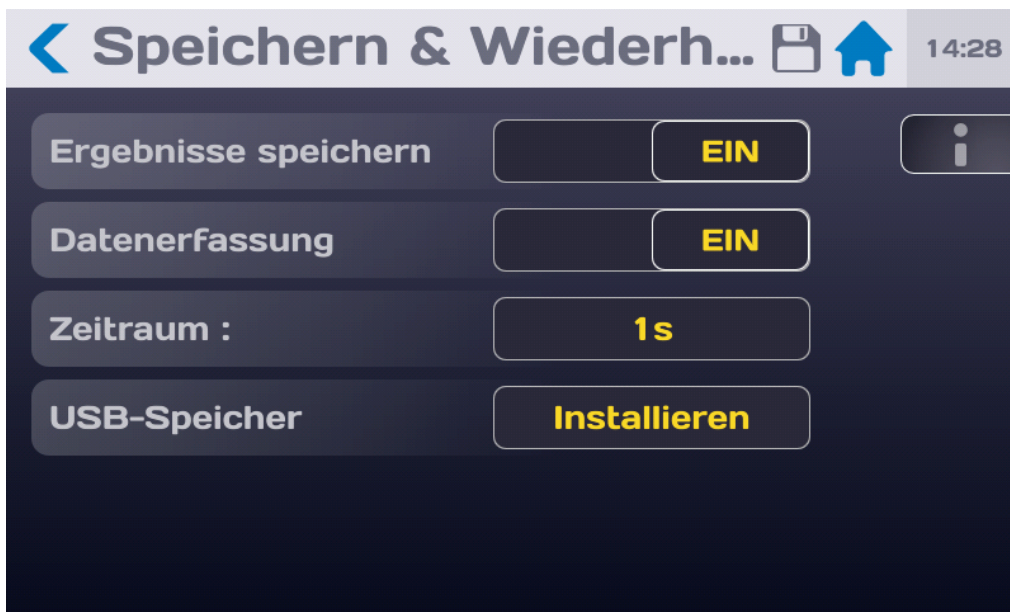 Speichern & Wiederh...
14:28
Ergebnisse speichern EIN
Datenerfassung EIN
Zeitraum : 1s
USB-Speicher Installieren